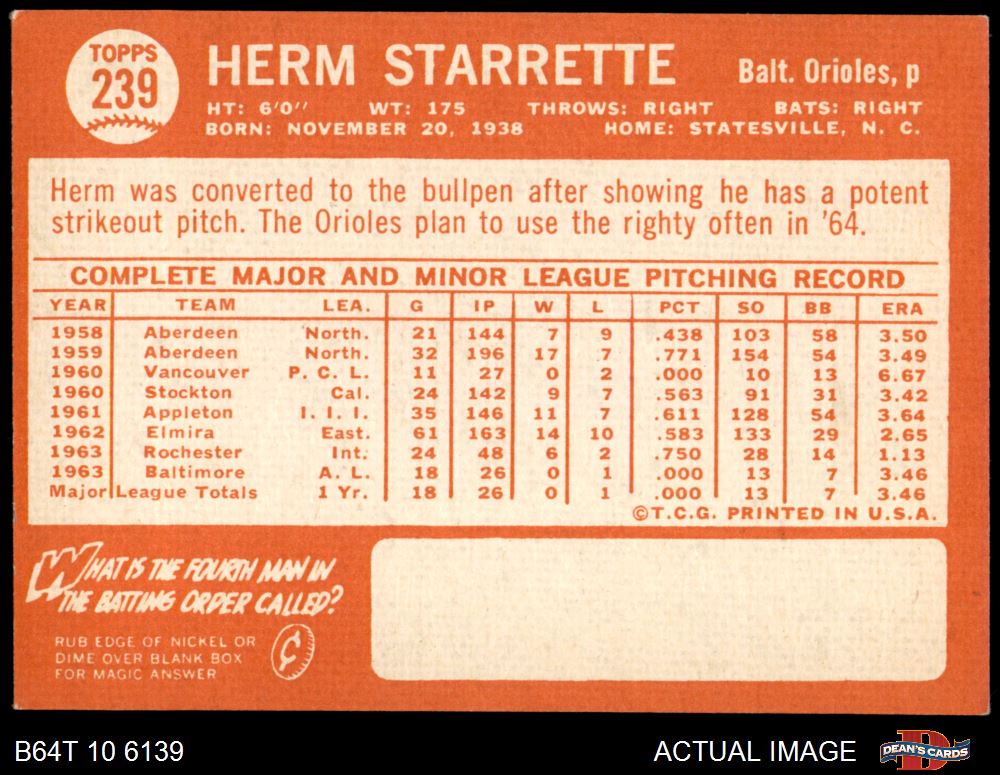 TOPPS
239
HERM STARRETTE
Balt. Orioles, p
HT: 6'0" WT: 175 THROWS: RIGHT BATS: RIGHT
BORN: NOVEMBER 20, 1938 HOME: STATESVILLE, N. C.
Herm was converted to the bullpen after showing he has a potent
strikeout pitch. The Orioles plan to use the righty often in '64.
COMPLETE MAJOR AND MINOR LEAGUE PITCHING RECORD
YEAR TEAM LEA. G IP W L PCT SO BB ERA
1958 Aberdeen North. 21 144 7 9 .438 103 58 3.50
1959 Aberdeen North. 32 196 17 7 .771 154 54 3.49
1960 Vancouver P. C. L. 11 27 0 2 .000 10 13 6.67
1960 Stockton Cal. 24 142 9 7 .563 91 31 3.42
1961 Appleton I. I. I. 35 146 11 7 .611 128 54 3.64
1962 Elmira East. 61 163 14 10 .583 133 29 2.65
1963 Rochester Int. 24 48 6 2 .750 28 14 1.13
1963 Baltimore A. L. 18 26 0 1 .000 13 7 3.46
Major League Totals 1 Yr. 18 26 0 1 .000 13 7 3.46
©T.C.G. PRINTED IN U.S.A.
WHAT IS THE FOURTH MAN IN
THE BATTING ORDER CALLED?
RUB EDGE OF NICKEL OR
DIME OVER BLANK BOX
FOR MAGIC ANSWER
¢
B64T 10 6139
ACTUAL IMAGE
DEAN'S CARDS